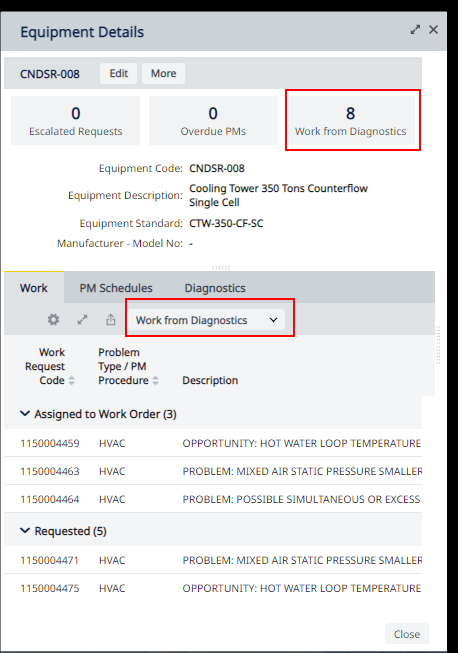 Equipment Details
CNDSR-008
Edit
More
0
Escalated Requests
0
Overdue PMs
8
Work from Diagnostics
Equipment Code: CNDSR-008
Equipment Description: Cooling Tower 350 Tons Counterflow
Single Cell
Equipment Standard: CTW-350-CF-SC
Manufacturer - Model No: -
Work
PM Schedules
Diagnostics
Work from Diagnostics
Work
Request
Code
Problem
Type / PM
Procedure
Description
Assigned to Work Order (3)
1150004459 HVAC OPPORTUNITY: HOT WATER LOOP TEMPERATURE
1150004463 HVAC PROBLEM: MIXED AIR STATIC PRESSURE SMALLER
1150004464 HVAC PROBLEM: POSSIBLE SIMULTANEOUS OR EXCESS
Requested (5)
1150004471 HVAC PROBLEM: MIXED AIR STATIC PRESSURE SMALLER
1150004475 HVAC OPPORTUNITY: HOT WATER LOOP TEMPERATURE
Close